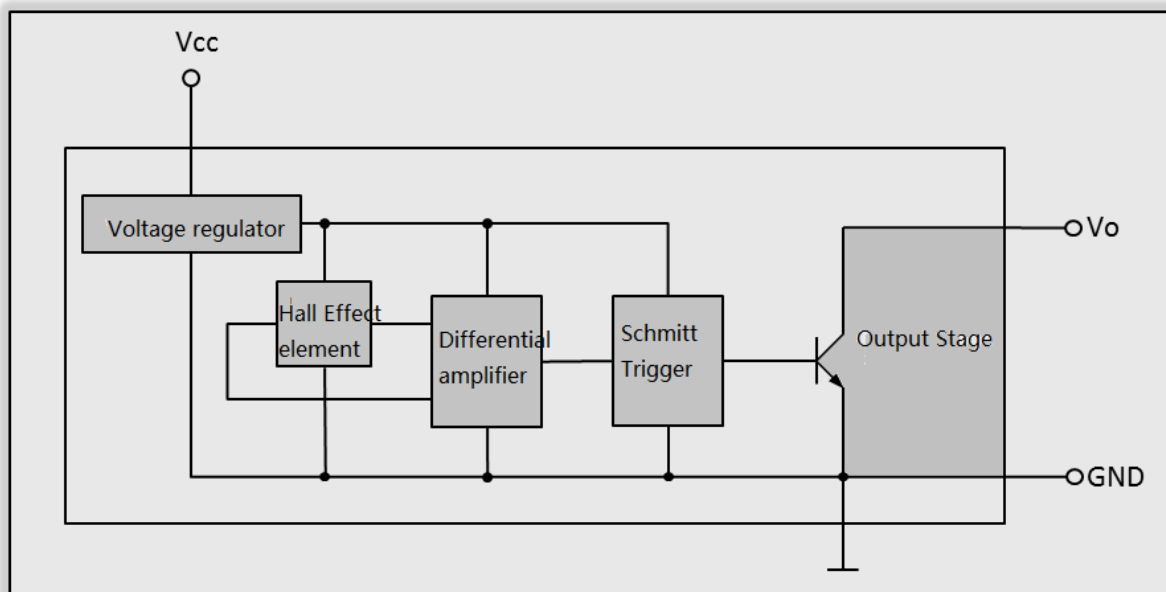 Vcc
Voltage regulator
Hall Effect
element
Differential
amplifier
Schmitt
Trigger
Output Stage
Vo
GND